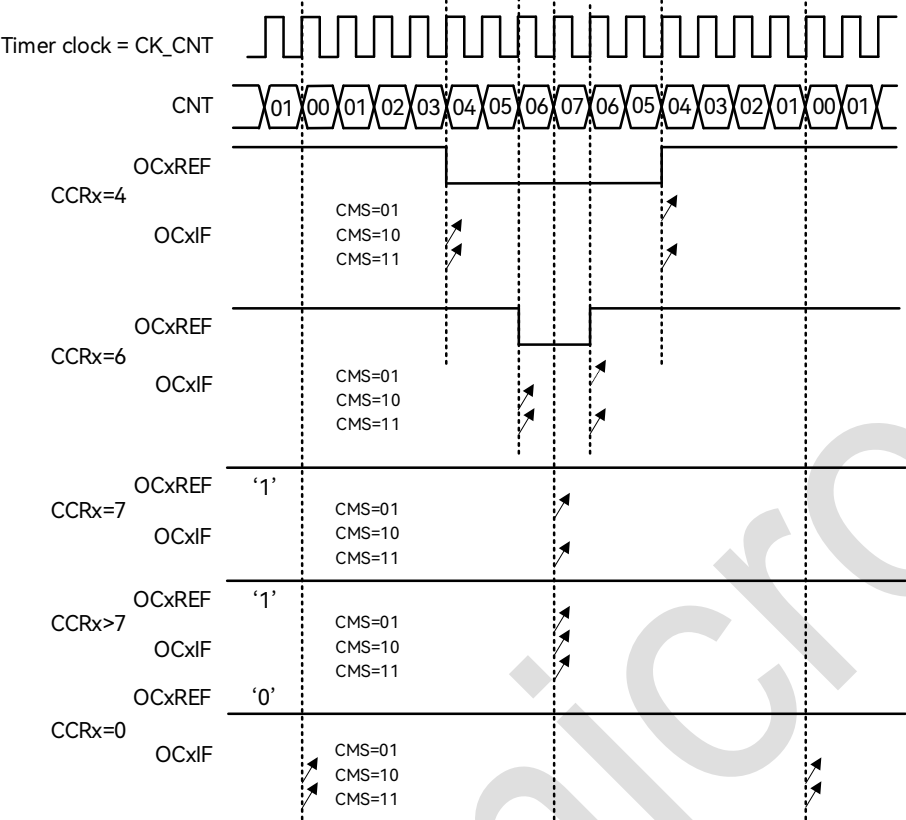 Timer clock = CK_CNT
CNT 01 00 01 02 03 04 05 06 07 06 05 04 03 02 01 00 01
OCxREF
CCRx=4
CMS=01
OCxIF
CMS=10
CMS=11
OCxREF
CCRx=6
CMS=01
OCxIF
CMS=10
CMS=11
OCxREF ‘1’
CCRx=7
CMS=01
OCxIF
CMS=10
CMS=11
OCxREF ‘1’
CCRx>7
CMS=01
OCxIF
CMS=10
CMS=11
OCxREF ‘0’
CCRx=0
CMS=01
OCxIF
CMS=10
CMS=11
micro